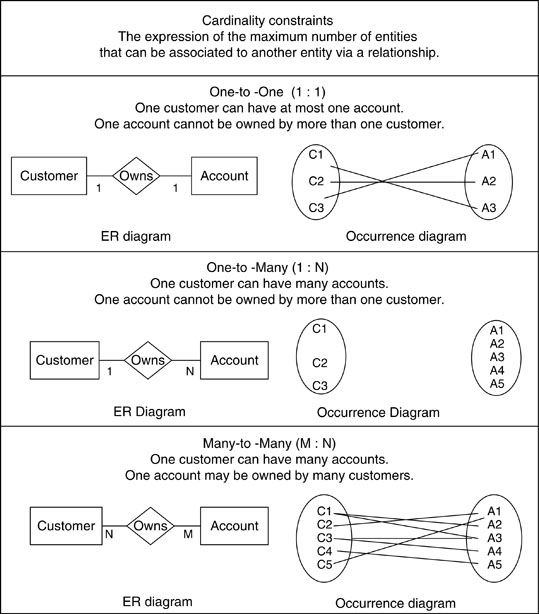 Cardinality constraints
The expression of the maximum number of entities
that can be associated to another entity via a relationship.
One-to -One (1 : 1)
One customer can have at most one account.
One account cannot be owned by more than one customer.
Customer
1
Owns
1
Account
C1
C2
C3
A1
A2
A3
ER diagram
Occurrence diagram
One-to -Many (1 : N)
One customer can have many accounts.
One account cannot be owned by more than one customer.
Customer
1
Owns
N
Account
C1
C2
C3
A1
A2
A3
A4
A5
ER Diagram
Occurrence Diagram
Many-to -Many (M : N)
One customer can have many accounts.
One account may be owned by many customers.
Customer
N
Owns
M
Account
C1
C2
C3
C4
C5
A1
A2
A3
A4
A5
ER diagram
Occurrence diagram